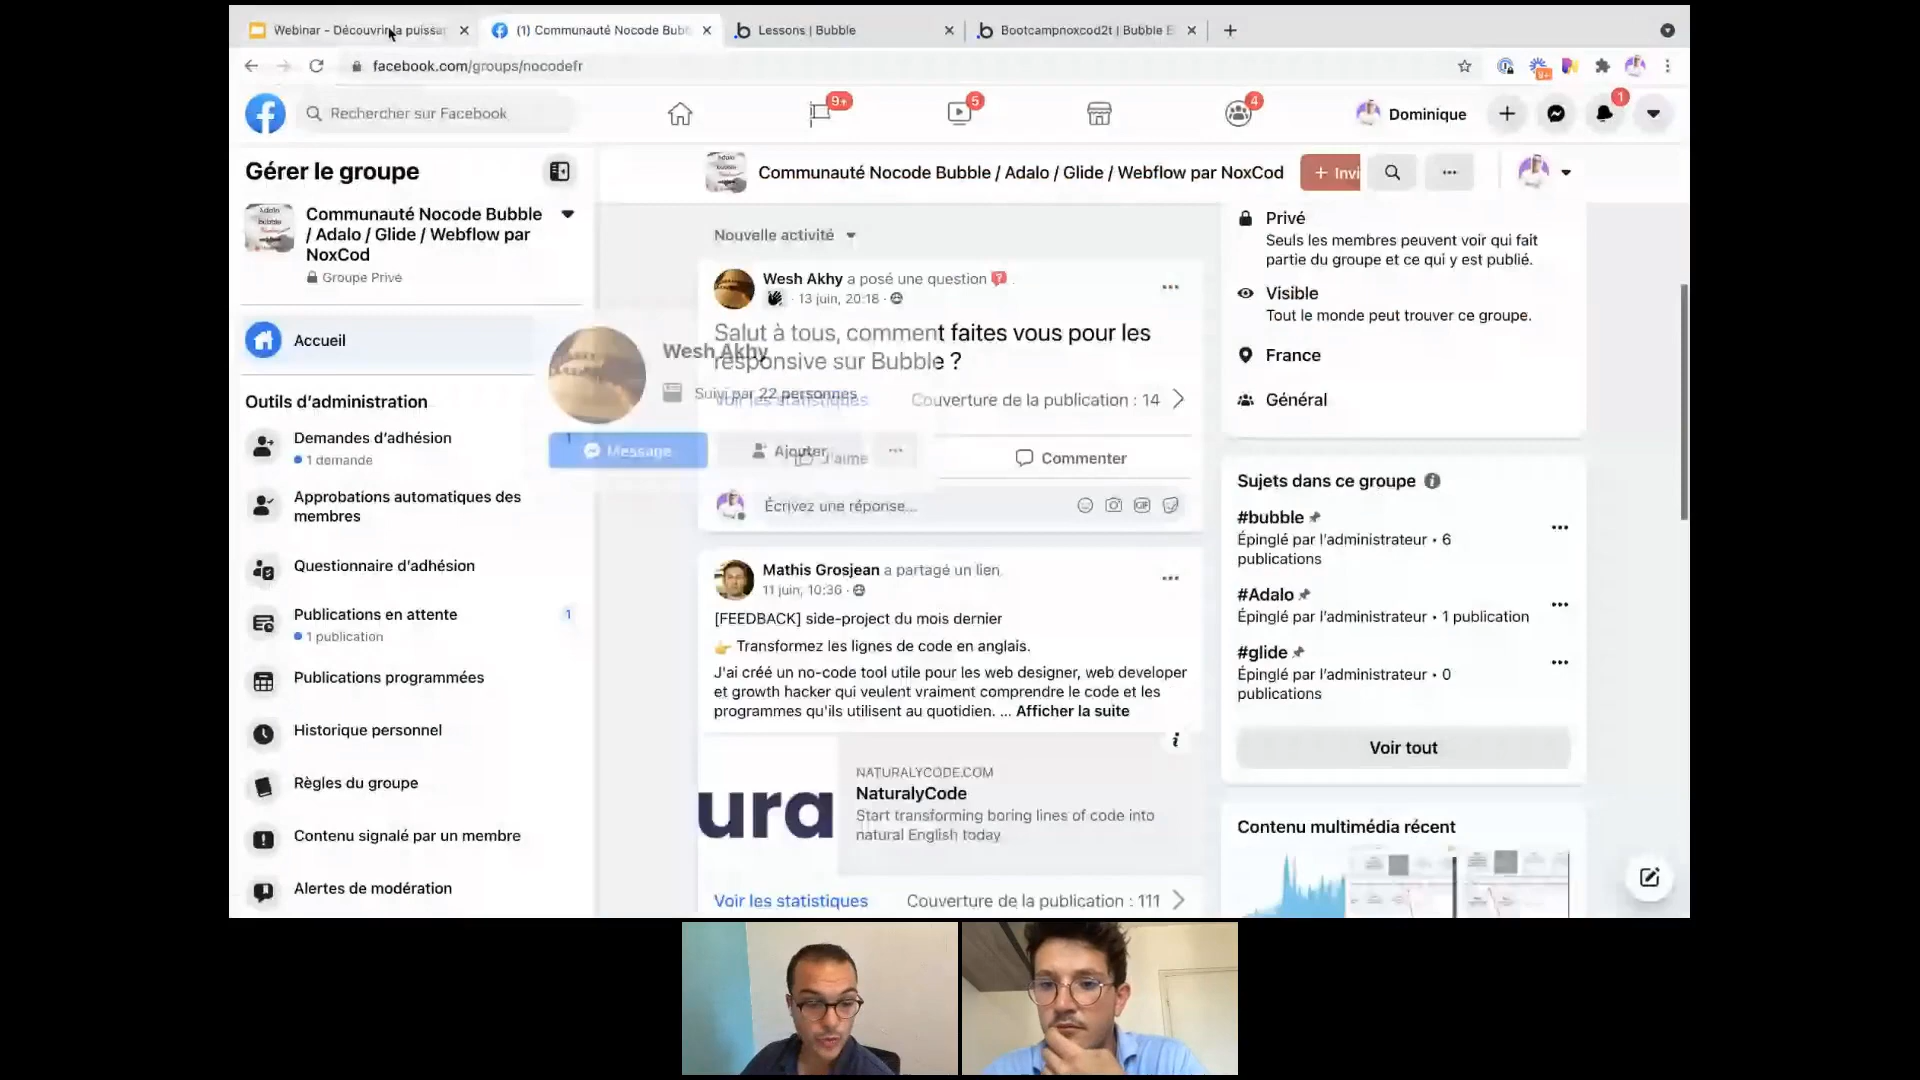 Webinar - Découvrir la puissan
(1) Communauté Nocode Bubb
Lessons | Bubble
Bootcampnoxcod2t | Bubble E
facebook.com/groups/nocodefr
9+
Rechercher sur Facebook
9+
5
4
Dominique
1
Gérer le groupe
Communauté Nocode Bubble
/ Adalo / Glide / Webflow par
NoxCod
Groupe Privé
Accueil
Outils d'administration
Demandes d'adhésion
1 demande
Approbations automatiques des
membres
Questionnaire d'adhésion
Publications en attente
1
1 publication
Publications programmées
Historique personnel
Règles du groupe
Contenu signalé par un membre
Alertes de modération
Communauté Nocode Bubble / Adalo / Glide / Webflow par NoxCod
+ Invi
Nouvelle activité
Wesh Akhy a posé une question
13 juin, 20:18
Salut à tous, comment faites vous pour les
responsive sur Bubble ?
Wesh Akhy
Suivi par 22 personnes
Voir les statistiques
Couverture de la publication : 14
Message
Ajouter
J'aime
Commenter
Écrivez une réponse...
GIF
Mathis Grosjean a partagé un lien.
11 juin, 10:36
[FEEDBACK] side-project du mois dernier
Transformez les lignes de code en anglais.
J'ai créé un no-code tool utile pour les web designer, web developer
et growth hacker qui veulent vraiment comprendre le code et les
programmes qu'ils utilisent au quotidien. ... Afficher la suite
ura
NATURALYCODE.COM
NaturalyCode
Start transforming boring lines of code into
natural English today
Voir les statistiques
Couverture de la publication : 111
Privé
Seuls les membres peuvent voir qui fait
partie du groupe et ce qui y est publié.
Visible
Tout le monde peut trouver ce groupe.
France
Général
Sujets dans ce groupe
#bubble
Épinglé par l'administrateur • 6
publications
#Adalo
Épinglé par l'administrateur • 1 publication
#glide
Épinglé par l'administrateur • 0
publications
Voir tout
Contenu multimédia récent